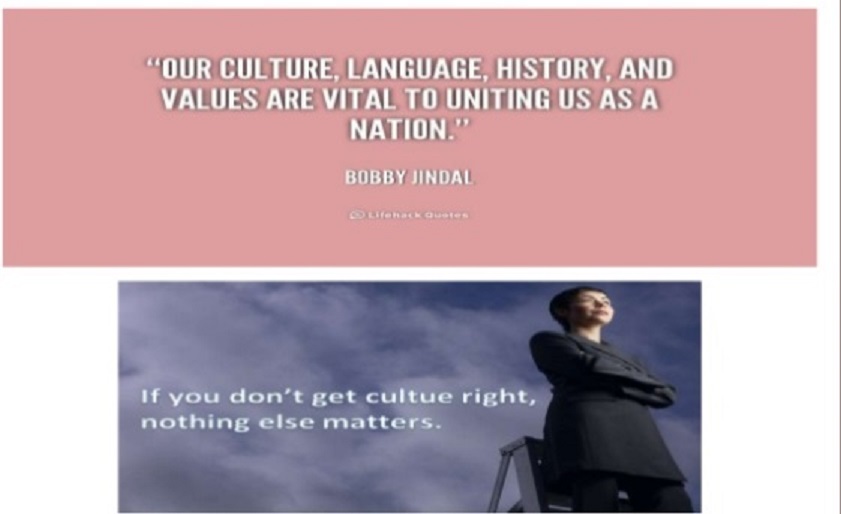 “OUR CULTURE, LANGUAGE, HISTORY, AND
VALUES ARE VITAL TO UNITING US AS A
NATION.”
BOBBY JINDAL
Lifehack Quotes
If you don’t get cultue right,
nothing else matters.